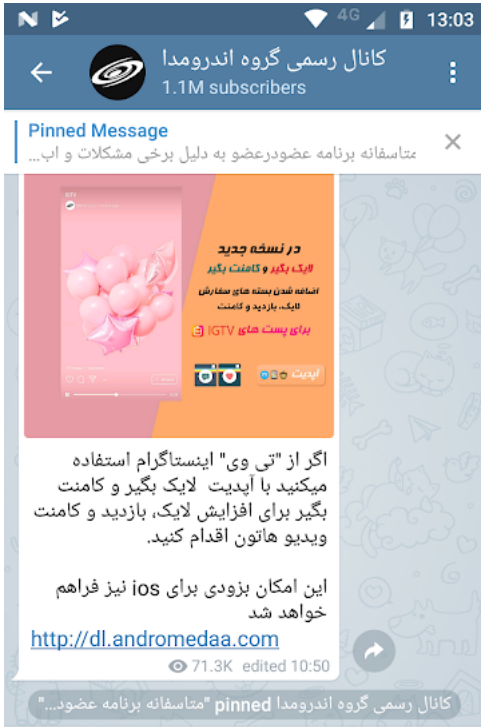 4G 13:03
کانال رسمی گروه اندرومدا
1.1M subscribers
Pinned Message
متاسفانه برنامه عضودرعضو به دلیل برخی مشکلات و اب...
IGTV
در نسخه جدید
لایک بگیر و کامنت بگیر
اضافه شدن بسته های سفارش
لایک، بازدید و کامنت
برای پست های IGTV
آپدیت
اگر از "تی وی" اینستاگرام استفاده
میکنید با آپدیت لایک بگیر و کامنت
بگیر برای افزایش لایک، بازدید و کامنت
ویدیو هاتون اقدام کنید.
این امکان بزودی برای ios نیز فراهم
خواهد شد
http://dl.andromedaa.com
71.3K edited 10:50
کانال رسمی گروه اندرومدا pinned "متاسفانه برنامه عضود..."